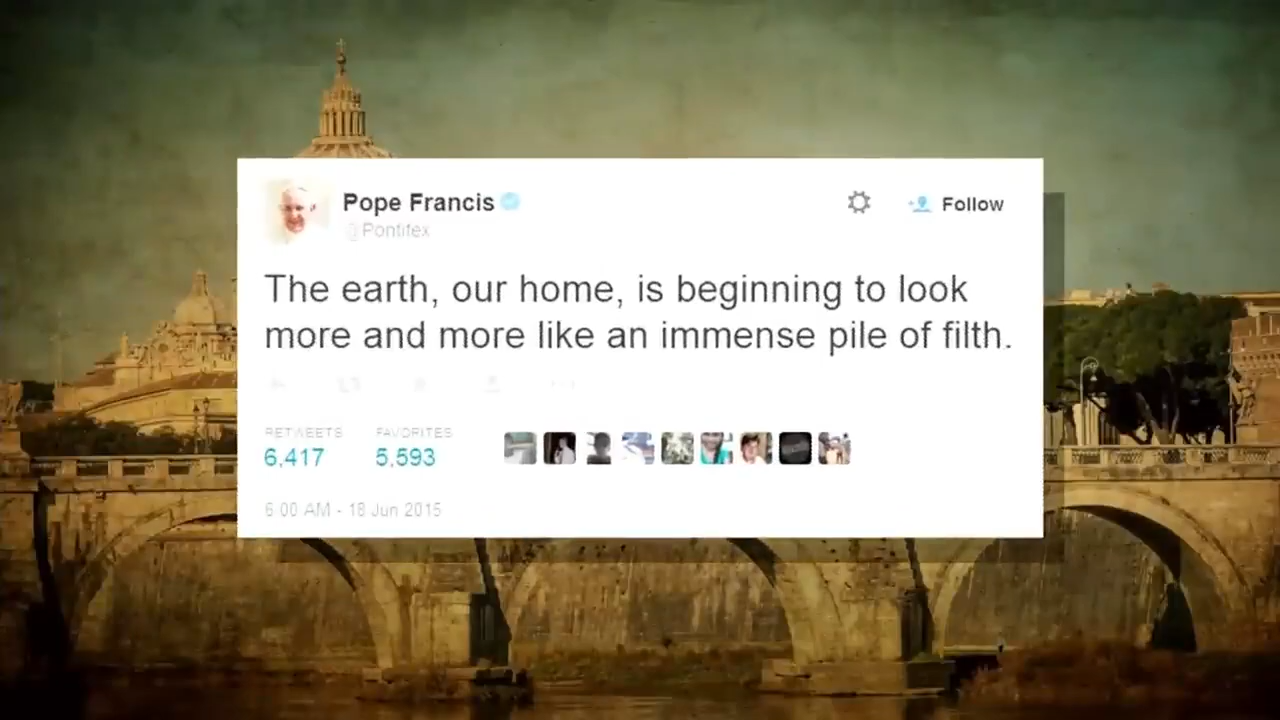 Pope Francis
@Pontifex
Follow
The earth, our home, is beginning to look
more and more like an immense pile of filth.
RETWEETS FAVORITES
6,417 5,593
6:00 AM - 18 Jun 2015